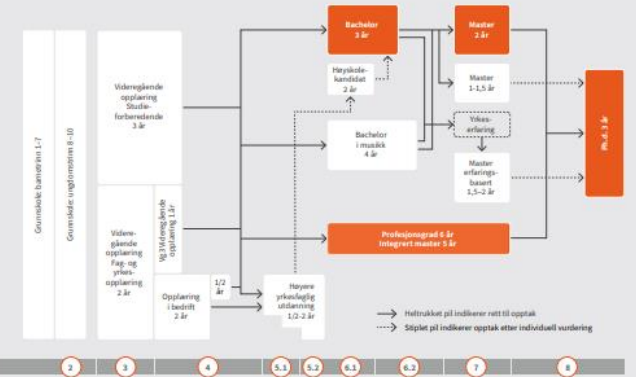 Grunnskole: barnetrinn 1–7
Grunnskole: ungdomstrinn 8–10
Videregående
opplæring
Studie-
forberedende
3 år
Videre-
gående
opplæring
Fag- og
yrkes-
opplæring
2 år
Vg3 Videregående
opplæring 1 år
Opplæring
i bedrift
2 år
1/2
år
Høyere
yrkesfaglig
utdanning
1/2-2 år
Bachelor
3 år
Høyskole-
kandidat
2 år
Bachelor
i musikk
4 år
Profesjonsgrad 6 år
Integrert master 5 år
Master
2 år
Master
1-1,5 år
Yrkes-
erfaring
Master
erfarings-
basert
1,5–2 år
Ph.d. 3 år
Heltrukket pil indikerer rett til opptak
Stiplet pil indikerer opptak etter individuell vurdering
2
3
4
5.1
5.2
6.1
6.2
7
8